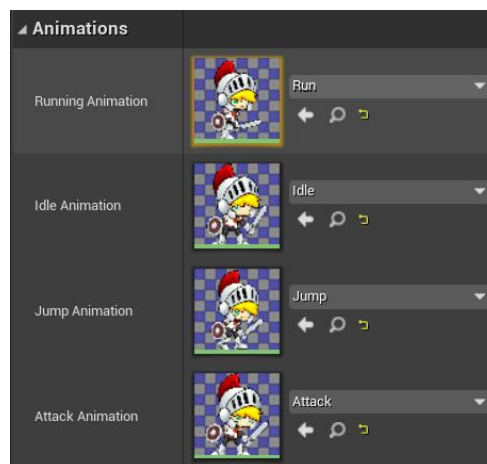 Animations
Running Animation
Run
Idle Animation
Idle
Jump Animation
Jump
Attack Animation
Attack